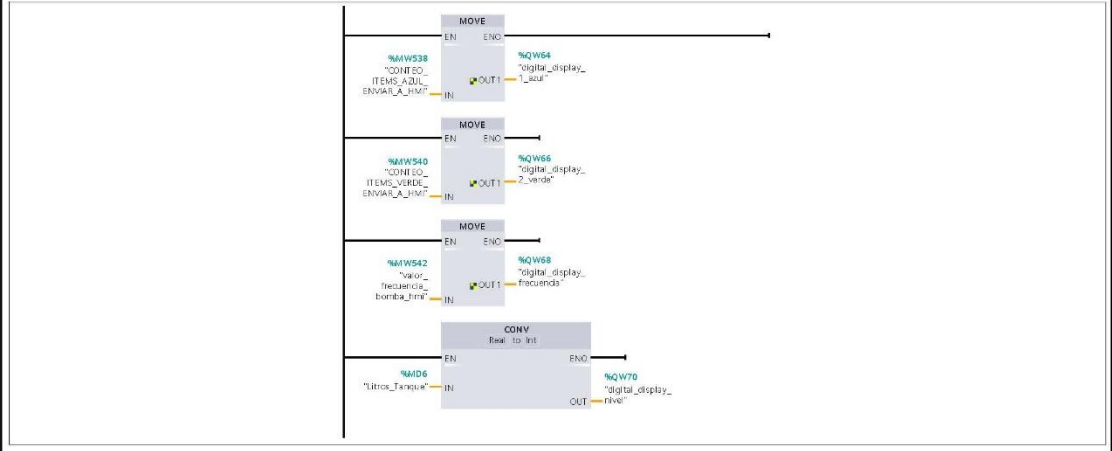 MOVE
EN ENO
%MW538
"CONTEO_
ITEMS_AZUL_
ENVIAR_A_HMI"
IN
%QW64
"digital_display_
1_azul"
OUT1
MOVE
EN ENO
%MW540
"CONTEO_
ITEMS_VERDE_
ENVIAR_A_HMI"
IN
%QW66
"digital_display_
2_verde"
OUT1
MOVE
EN ENO
%MW542
"valor_
frecuencia_
bomba_hmi"
IN
%QW68
"digital_display_
frecuencia"
OUT1
CONV
Real to Int
EN ENO
%MD6
"Litros_Tanque"
IN
%QW70
"digital_display_
nivel"
OUT